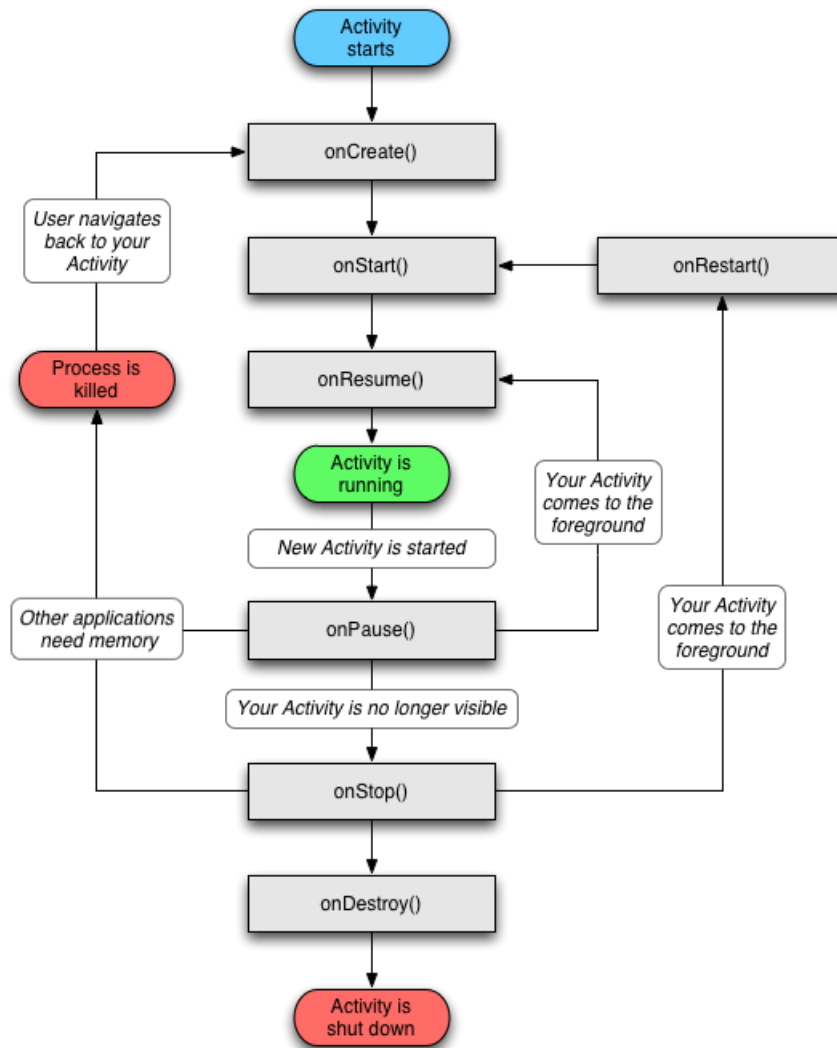 Activity
starts
onCreate()
User navigates
back to your
Activity
onStart()
onRestart()
Process is
killed
onResume()
Activity is
running
Your Activity
comes to the
foreground
New Activity is started
Other applications
need memory
onPause()
Your Activity
comes to the
foreground
Your Activity is no longer visible
onStop()
onDestroy()
Activity is
shut down